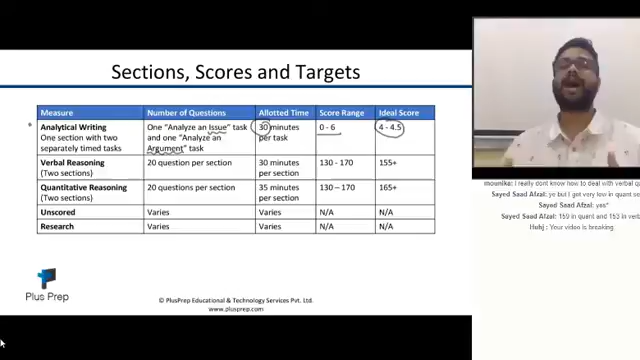 Sections, Scores and Targets
Measure Number of Questions Allotted Time Score Range Ideal Score
Analytical Writing
One section with two
separately timed tasks
One "Analyze an Issue" task
and one "Analyze an
Argument" task
30 minutes
per task
0 - 6
4 - 4.5
Verbal Reasoning
(Two sections)
20 question per section
30 minutes
per section
130 - 170
155+
Quantitative Reasoning
(Two sections)
20 questions per section
35 minutes
per section
130 – 170
165+
Unscored Varies Varies N/A N/A
Research Varies Varies N/A N/A
Plus Prep
© PlusPrep Educational & Technology Services Pvt. Ltd.
www.plusprep.com
mounika: I really dont know how to deal with verbal
Sayed Saad Afzal: ye but I get very low in quant
Sayed Saad Afzal: yes*
Sayed Saad Afzal: 159 in quant and 153 in
Hubj : Your video is breaking